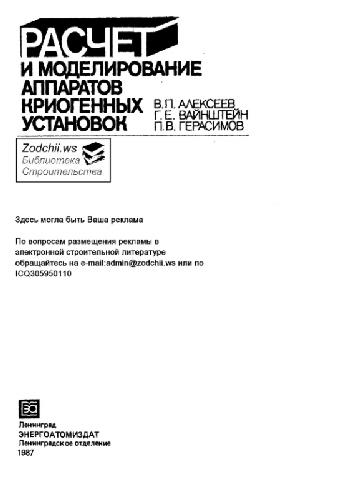 РАСЧЕТ
И МОДЕЛИРОВАНИЕ
АППАРАТОВ
КРИОГЕННЫХ
УСТАНОВОК
В.П. АЛЕКСЕЕВ
Г.Е. ВАЙНШТЕЙН
П.В. ГЕРАСИМОВ
Zodchii.ws
Библиотека
Строительства
Здесь могла быть Ваша реклама
По вопросам размещения рекламы в
электронной строительной литературе
обращайтесь на e-mail:admin@zodchii.ws или по
ICQ305950110
Ленинград
ЭНЕРГОАТОМИЗДАТ
Ленинградское отделение
1987